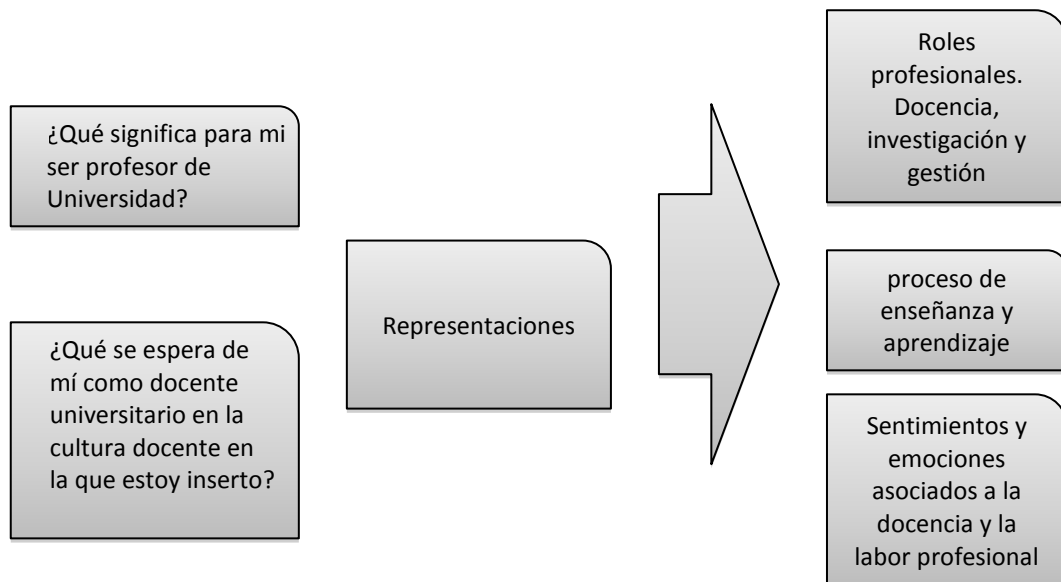 ¿Qué significa para mi
ser profesor de
Universidad?
¿Qué se espera de
mí como docente
universitario en la
cultura docente en
la que estoy inserto?
Representaciones
Roles
profesionales.
Docencia,
investigación y
gestión
proceso de
enseñanza y
aprendizaje
Sentimientos y
emociones
asociados a la
docencia y la
labor profesional